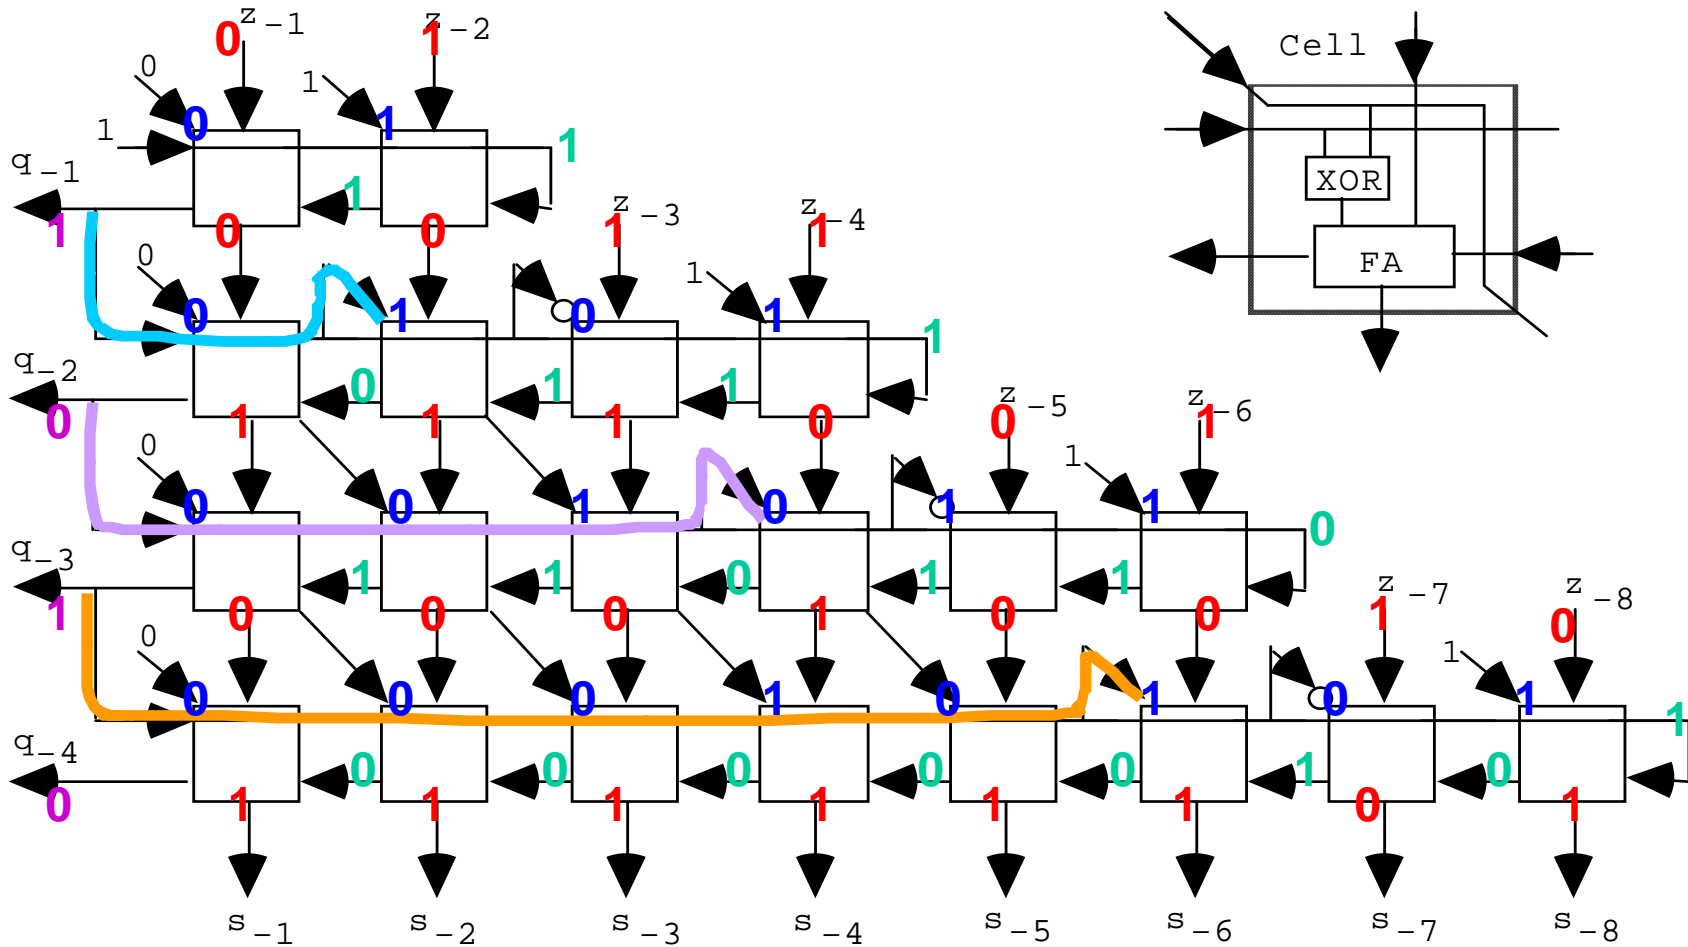 z-1 z-2
0 1 Cell
0 1
0 1
1 1
q-1 1 XOR
1 0 0 z-3 z-4
0 1 1 1 FA
0 1 0 1
1
q-2 0 1 1 z-5 z-6
0 1 1 1 0 0 1
0 1
0 0 1 0 1 1
0
q-3 1 1 0 1 1 z-7 z-8
1 0 0 0 1 0 0 1 0
0 1
0 0 0 1 0 1 0 1
1
q-4 0 0 0 0 0 1 0
0 1 1 1 1 1 1 0 1
s-1 s-2 s-3 s-4 s-5 s-6 s-7 s-8